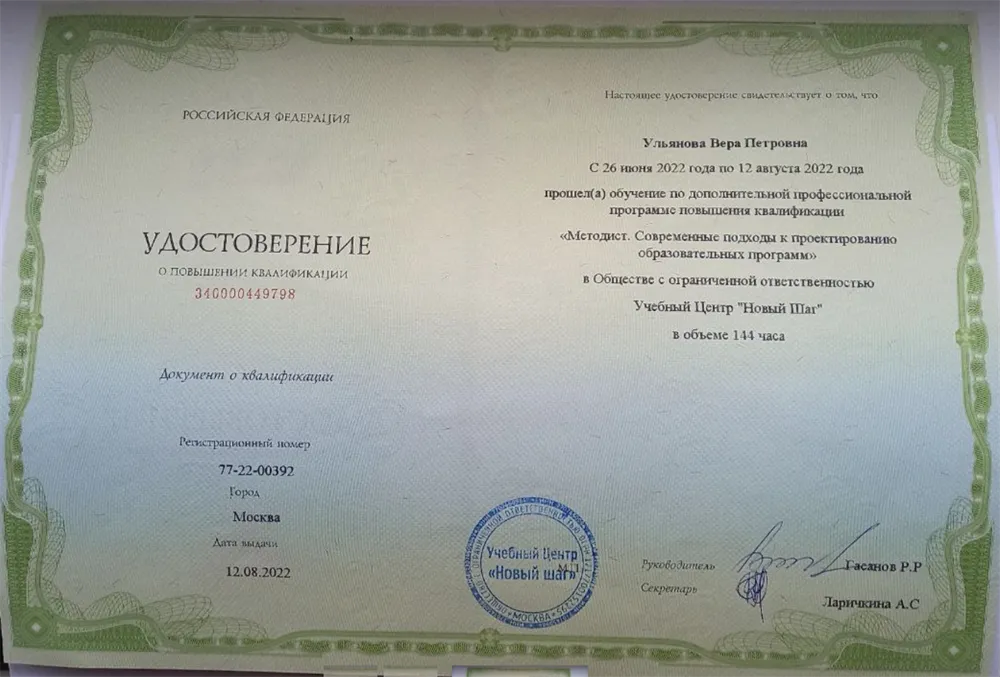 РОССИЙСКАЯ ФЕДЕРАЦИЯ
УДОСТОВЕРЕНИЕ
О ПОВЫШЕНИИ КВАЛИФИКАЦИИ
340000449798
Документ о квалификации
Регистрационный номер
77-22-00392
Город
Москва
Дата выдачи
12.08.2022
Настоящее удостоверение свидетельствует о том, что
Ульянова Вера Петровна
С 26 июня 2022 года по 12 августа 2022 года
прошел(а) обучение по дополнительной профессиональной
программе повышения квалификации
«Методист. Современные подходы к проектированию
образовательных программ»
в Обществе с ограниченной ответственностью
Учебный Центр "Новый Шаг"
в объеме 144 часа
ОБЩЕСТВО С ОГРАНИЧЕННОЙ ОТВЕТСТВЕННОСТЬЮ
Учебный Центр
«Новый шаг»
М.П.
МОСКВА
Руководитель
Гасанов Р.Р
Секретарь
Ларичкина А.С